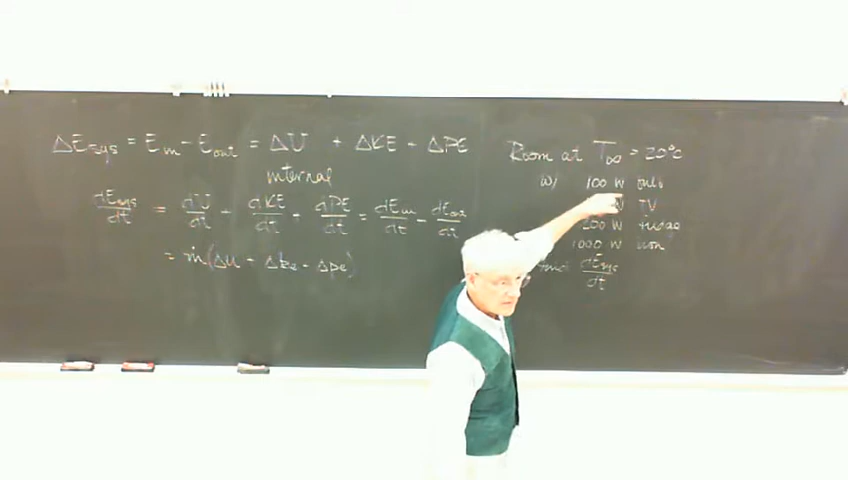 ΔEsys = Ein - Eout = ΔU + ΔKE + ΔPE
internal
dEsys/dt = dU/dt + dKE/dt + dPE/dt = dEin/dt - dEout/dt
= ṁ(Δu + Δke + Δpe)
Room at T∞ = 20°C
w/ 100 W bulb
W TV
200 W fridge
1000 W iron
find dEsys/dt